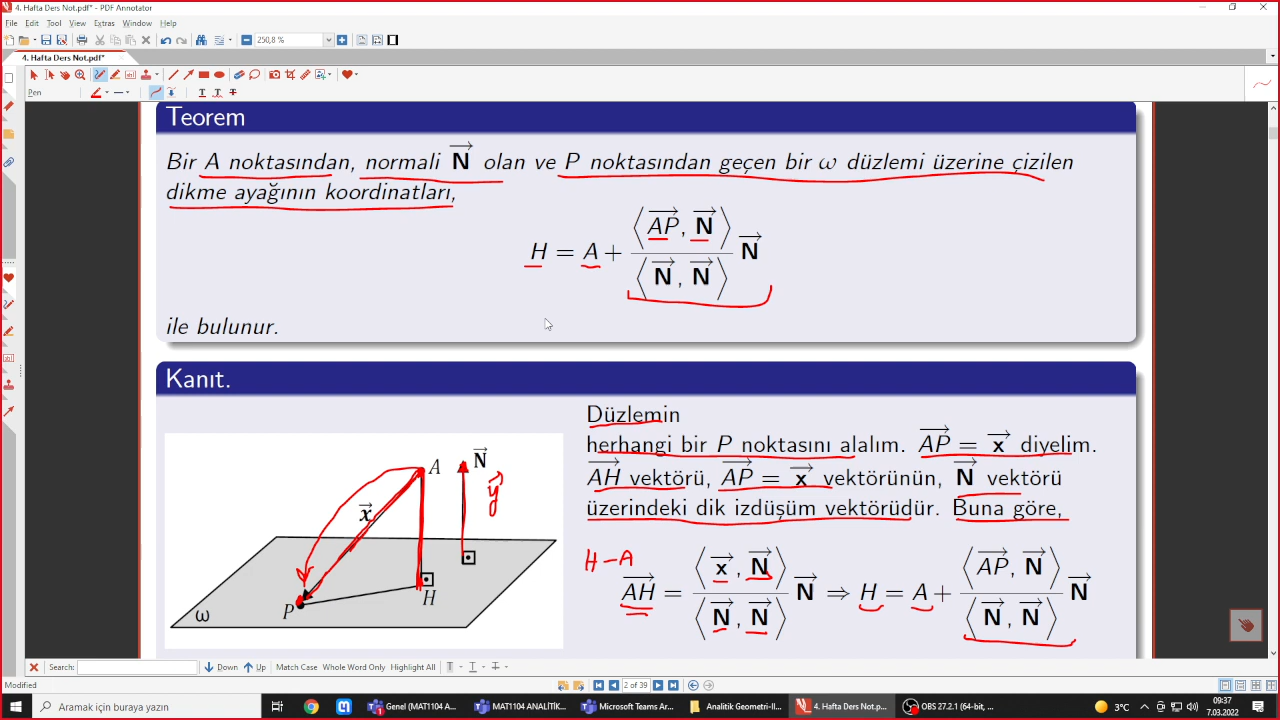 4. Hafta Ders Not.pdf* - PDF Annotator
File Edit Tool View Extras Window Help
250,8 %
4. Hafta Ders Not.pdf*
Pen
Teorem
Bir A noktasından, normali N⃗ olan ve P noktasından geçen bir ω düzlemi üzerine çizilen
dikme ayağının koordinatları,
H = A + ⟨AP⃗, N⃗⟩ / ⟨N⃗, N⃗⟩ N⃗
ile bulunur.
Kanıt.
Düzlemin
herhangi bir P noktasını alalım. AP⃗ = x⃗ diyelim.
AH⃗ vektörü, AP⃗ = x⃗ vektörünün, N⃗ vektörü
üzerindeki dik izdüşüm vektörüdür. Buna göre,
H – A
AH⃗ = ⟨x⃗, N⃗⟩ / ⟨N⃗, N⃗⟩ N⃗ ⇒ H = A + ⟨AP⃗, N⃗⟩ / ⟨N⃗, N⃗⟩ N⃗
A
N⃗
y⃗
x⃗
H
P
ω
Search: Down Up Match Case Whole Word Only Highlight All
Modified
2 of 39
Aramak için buraya yazın
Genel (MAT1104 A...
MAT1104 ANALİTİK...
Microsoft Teams Ar...
Analitik Geometri-II...
4. Hafta Ders Not.p...
OBS 27.2.1 (64-bit, ...
3°C
09:37
7.03.2022